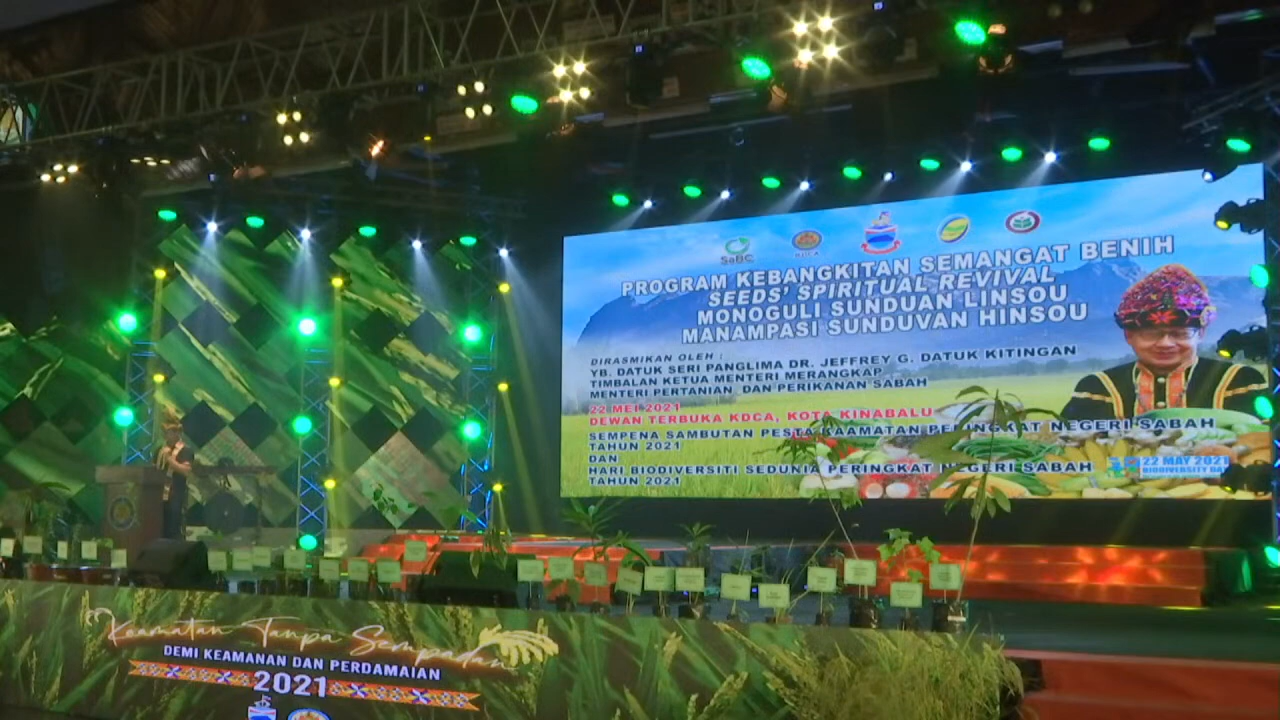 SaBC
KDCA
PROGRAM KEBANGKITAN SEMANGAT BENIH
SEEDS' SPIRITUAL REVIVAL
MONOGULI SUNDUAN LINSOU
MANAMPASI SUNDUVAN HINSOU
DIRASMIKAN OLEH :
YB. DATUK SERI PANGLIMA DR. JEFFREY G. DATUK KITINGAN
TIMBALAN KETUA MENTERI MERANGKAP
MENTERI PERTANIAN DAN PERIKANAN SABAH
22 MEI 2021
DEWAN TERBUKA KDCA, KOTA KINABALU
SEMPENA SAMBUTAN PESTA KAAMATAN PERINGKAT NEGERI SABAH
TAHUN 2021
DAN
HARI BIODIVERSITI SEDUNIA PERINGKAT NEGERI SABAH
TAHUN 2021
22 MAY 2021
BIODIVERSITY DAY
"Keamatan Tanpa Sempadan
DEMI KEAMANAN DAN PERDAMAIAN
2021